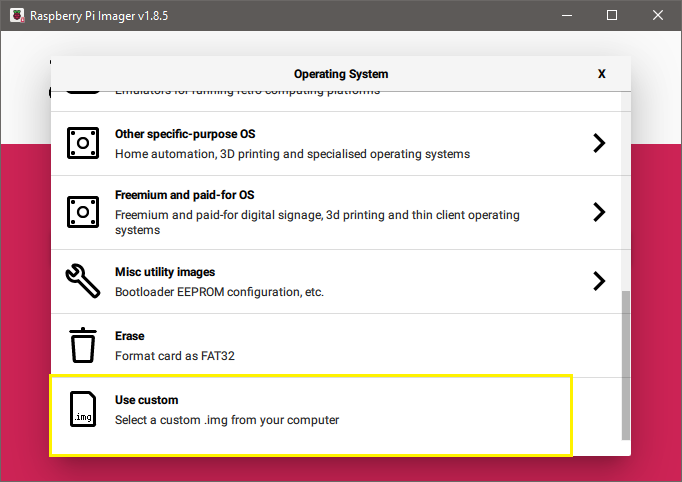 Raspberry Pi Imager v1.8.5
Operating System
X
Emulators for running retro computing platforms
Other specific-purpose OS
Home automation, 3D printing and specialised operating systems
Freemium and paid-for OS
Freemium and paid-for digital signage, 3d printing and thin client operating
systems
Misc utility images
Bootloader EEPROM configuration, etc.
Erase
Format card as FAT32
.img
Use custom
Select a custom .img from your computer